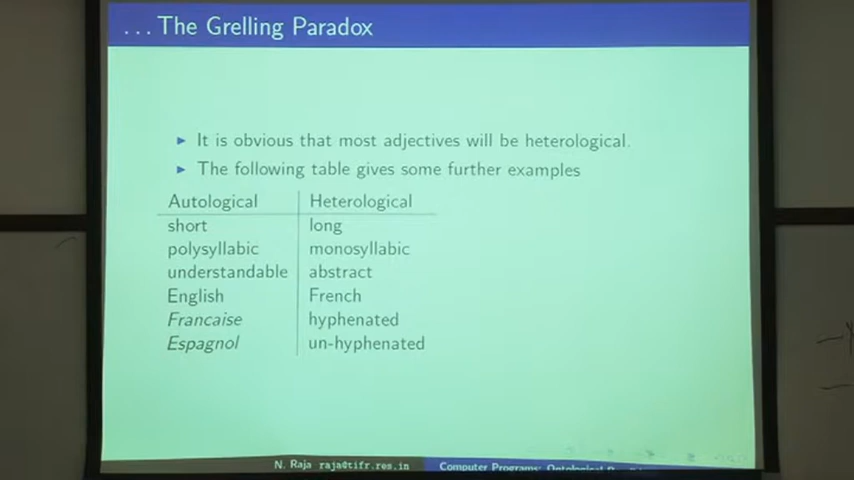 ... The Grelling Paradox
It is obvious that most adjectives will be heterological.
The following table gives some further examples
Autological Heterological
short long
polysyllabic monosyllabic
understandable abstract
English French
Francaise hyphenated
Espagnol un-hyphenated
N. Raja raja@tifr.res.in Computer Programs: Ontological